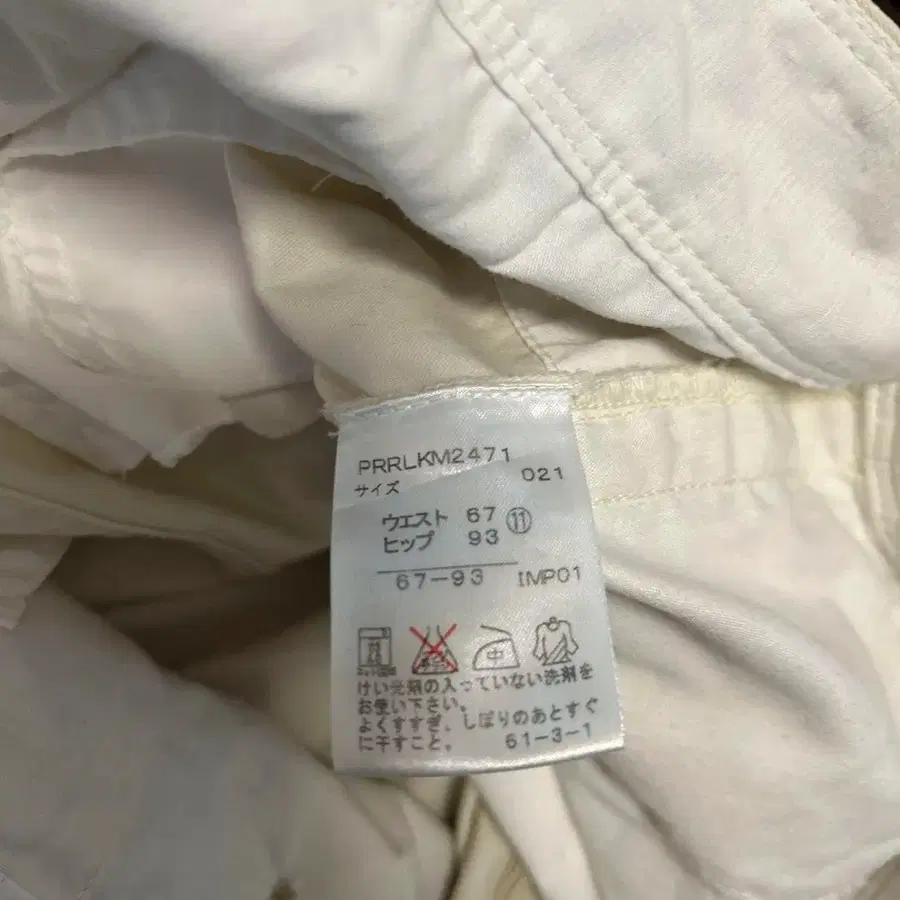 PRRLKM2471
サイズ 021
ウエスト 67 ⑪
ヒップ 93
67-93 IMP01
中
けい光剤の入っていない洗剤を
お使い下さい。
よくすすぎ、しぼりのあとすぐ
に干すこと。 61-3-1